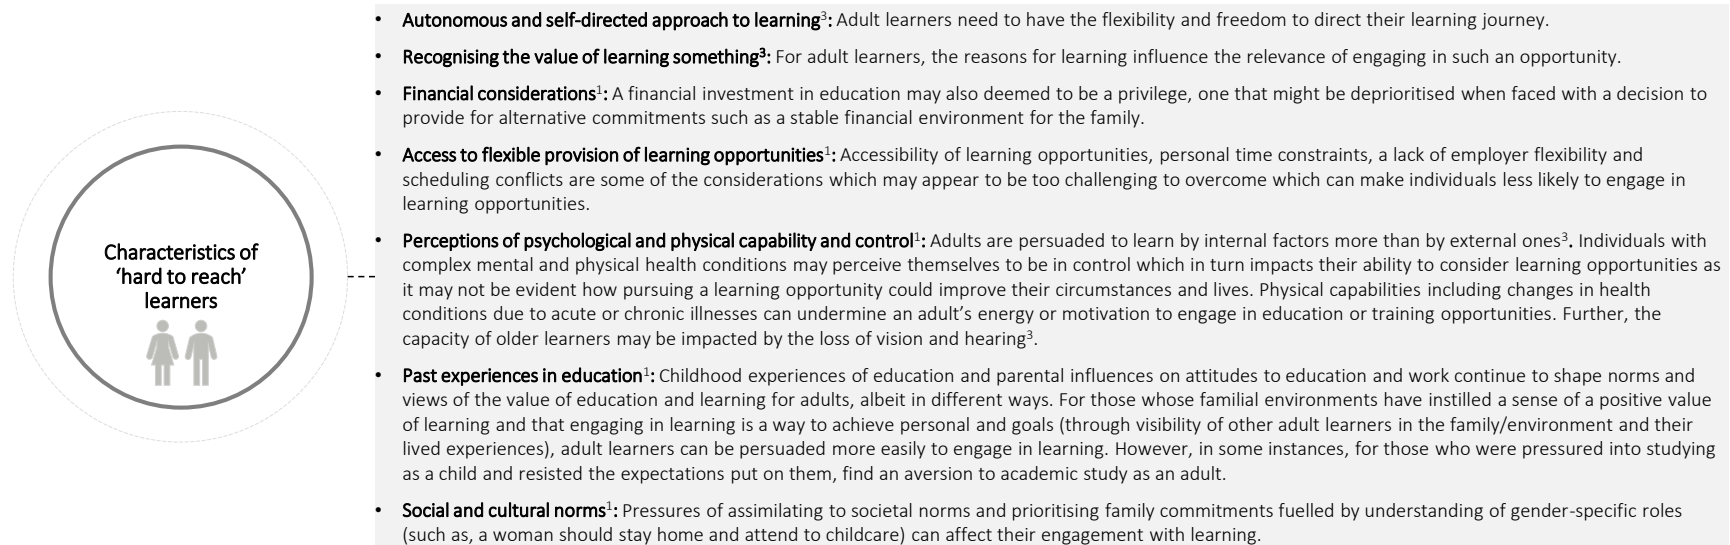 Characteristics of
‘hard to reach’
learners
• Autonomous and self-directed approach to learning³: Adult learners need to have the flexibility and freedom to direct their learning journey.
• Recognising the value of learning something³: For adult learners, the reasons for learning influence the relevance of engaging in such an opportunity.
• Financial considerations¹: A financial investment in education may also deemed to be a privilege, one that might be deprioritised when faced with a decision to
provide for alternative commitments such as a stable financial environment for the family.
• Access to flexible provision of learning opportunities¹: Accessibility of learning opportunities, personal time constraints, a lack of employer flexibility and
scheduling conflicts are some of the considerations which may appear to be too challenging to overcome which can make individuals less likely to engage in
learning opportunities.
• Perceptions of psychological and physical capability and control¹: Adults are persuaded to learn by internal factors more than by external ones³. Individuals with
complex mental and physical health conditions may perceive themselves to be in control which in turn impacts their ability to consider learning opportunities as
it may not be evident how pursuing a learning opportunity could improve their circumstances and lives. Physical capabilities including changes in health
conditions due to acute or chronic illnesses can undermine an adult’s energy or motivation to engage in education or training opportunities. Further, the
capacity of older learners may be impacted by the loss of vision and hearing³.
• Past experiences in education¹: Childhood experiences of education and parental influences on attitudes to education and work continue to shape norms and
views of the value of education and learning for adults, albeit in different ways. For those whose familial environments have instilled a sense of a positive value
of learning and that engaging in learning is a way to achieve personal and goals (through visibility of other adult learners in the family/environment and their
lived experiences), adult learners can be persuaded more easily to engage in learning. However, in some instances, for those who were pressured into studying
as a child and resisted the expectations put on them, find an aversion to academic study as an adult.
• Social and cultural norms¹: Pressures of assimilating to societal norms and prioritising family commitments fuelled by understanding of gender-specific roles
(such as, a woman should stay home and attend to childcare) can affect their engagement with learning.